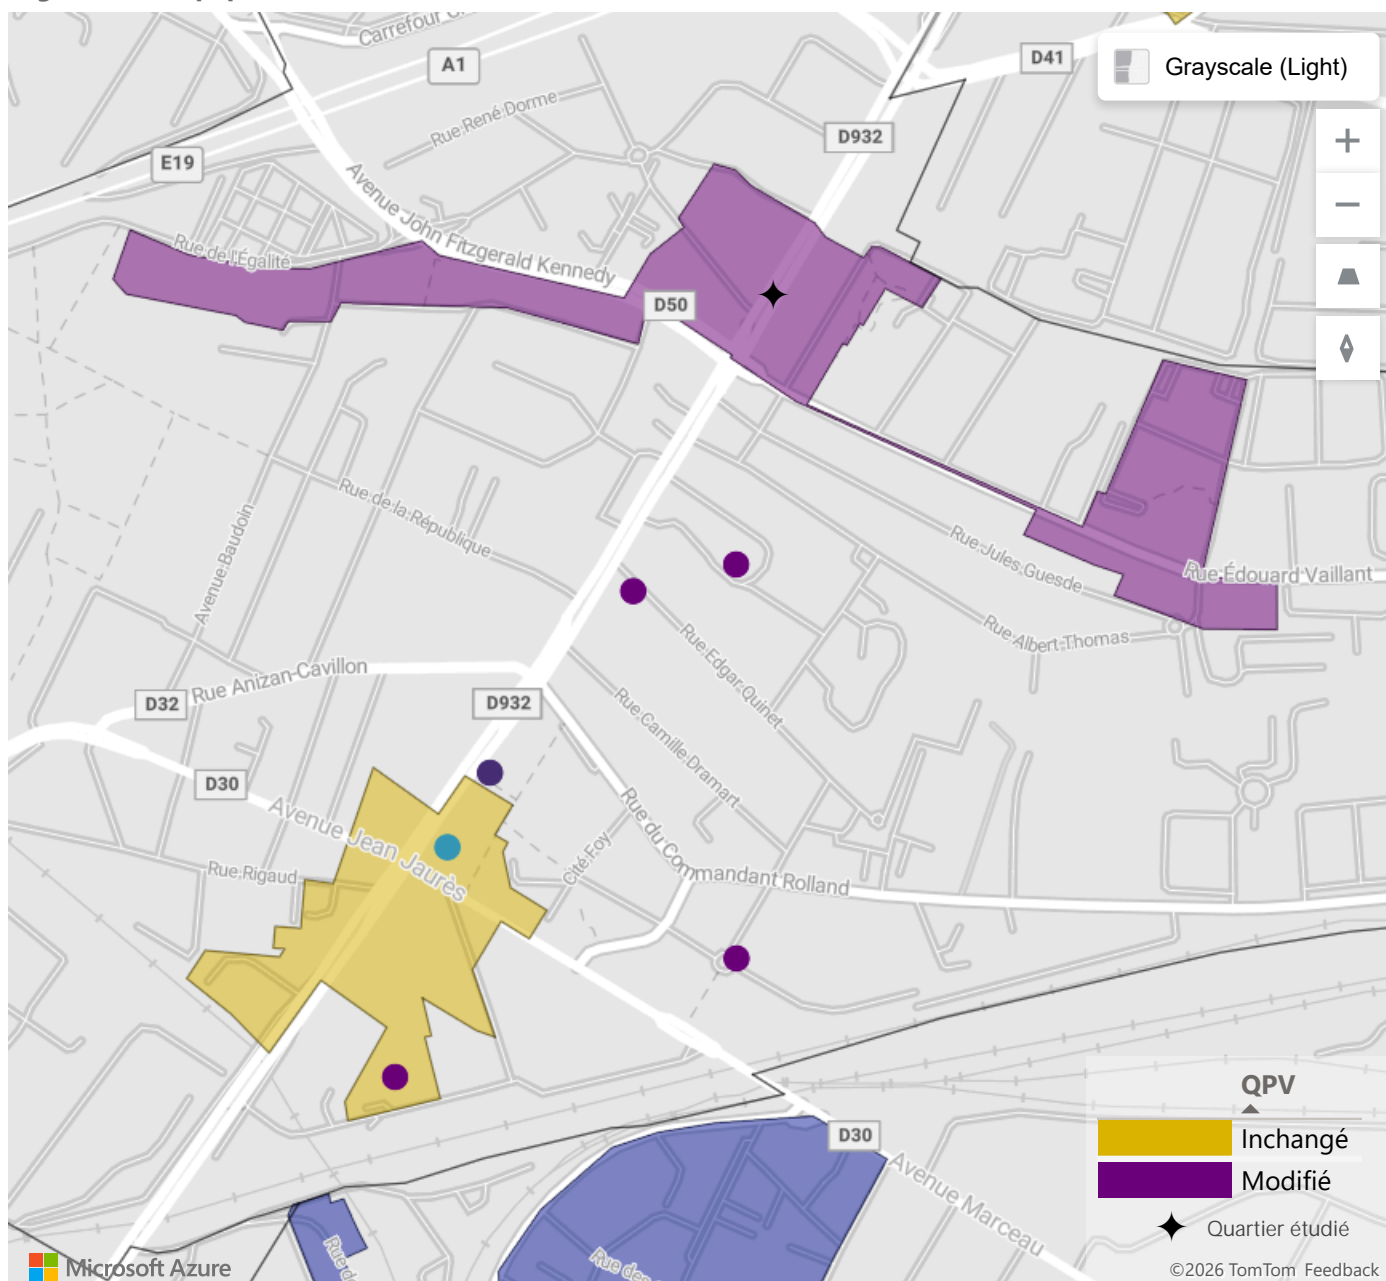 A1
D41
Grayscale (Light)
Rue René Dorme
D932
E19
Avenue John Fitzgerald Kennedy
Rue de l'Égalité
D50
Rue de la République
Avenue Baudoin
Rue Jules Guesde
Rue Édouard Vaillant
Rue Albert Thomas
Rue Edgar Quinet
Rue Anizan-Cavillon
D32
D932
Rue Camille Dramart
D30
Avenue Jean Jaurès
Rue du Commandant Rolland
Cité Foy
Rue Rigaud
QPV
Inchangé
Modifié
Quartier étudié
D30
Avenue Marceau
Rue des
Microsoft Azure
©2026 TomTom Feedback